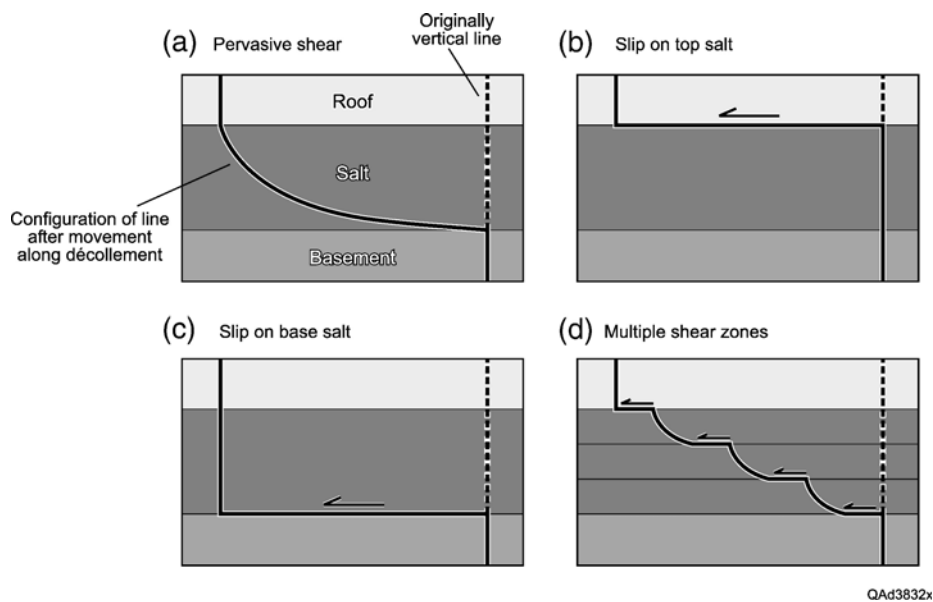 (a) Pervasive shear
Originally
vertical line
(b) Slip on top salt
Roof
Salt
Configuration of line
after movement
along décollement
Basement
(c) Slip on base salt
(d) Multiple shear zones
QAd3832x